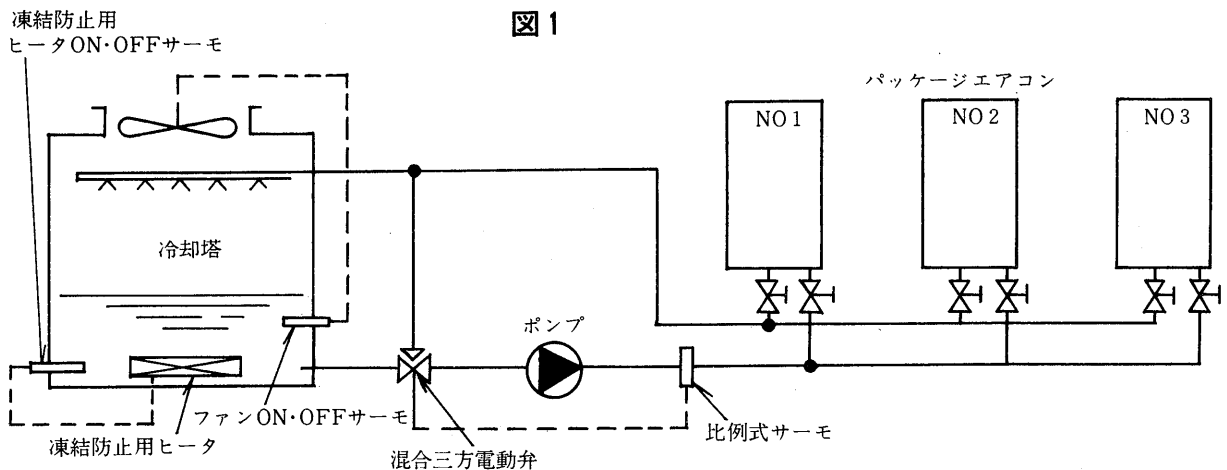 図1
凍結防止用
ヒータON・OFFサーモ
パッケージエアコン
NO1
NO2
NO3
冷却塔
ポンプ
ファンON・OFFサーモ
比例式サーモ
凍結防止用ヒータ
混合三方電動弁